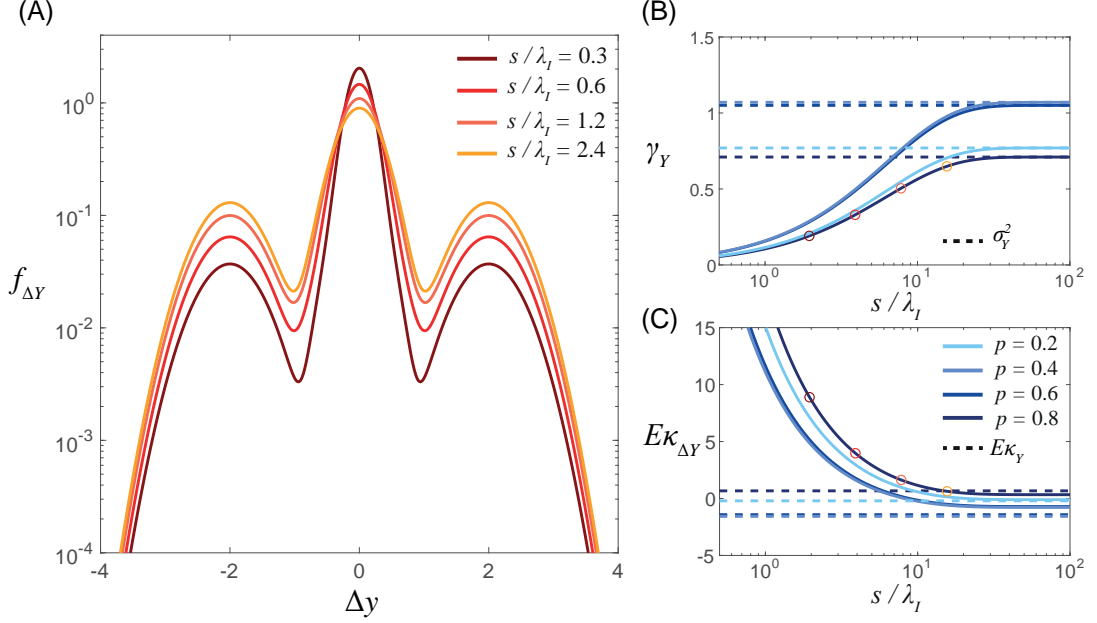 (A)
f_ΔY
10^0
10^-1
10^-2
10^-3
10^-4
-4
-2
0
2
4
Δy
s / λ_I = 0.3
s / λ_I = 0.6
s / λ_I = 1.2
s / λ_I = 2.4
(B)
γ_Y
1.5
1
0.5
0
10^0
10^1
10^2
s / λ_I
σ_Y^2
(C)
Eκ_ΔY
15
10
5
0
-5
10^0
10^1
10^2
s / λ_I
p = 0.2
p = 0.4
p = 0.6
p = 0.8
Eκ_Y